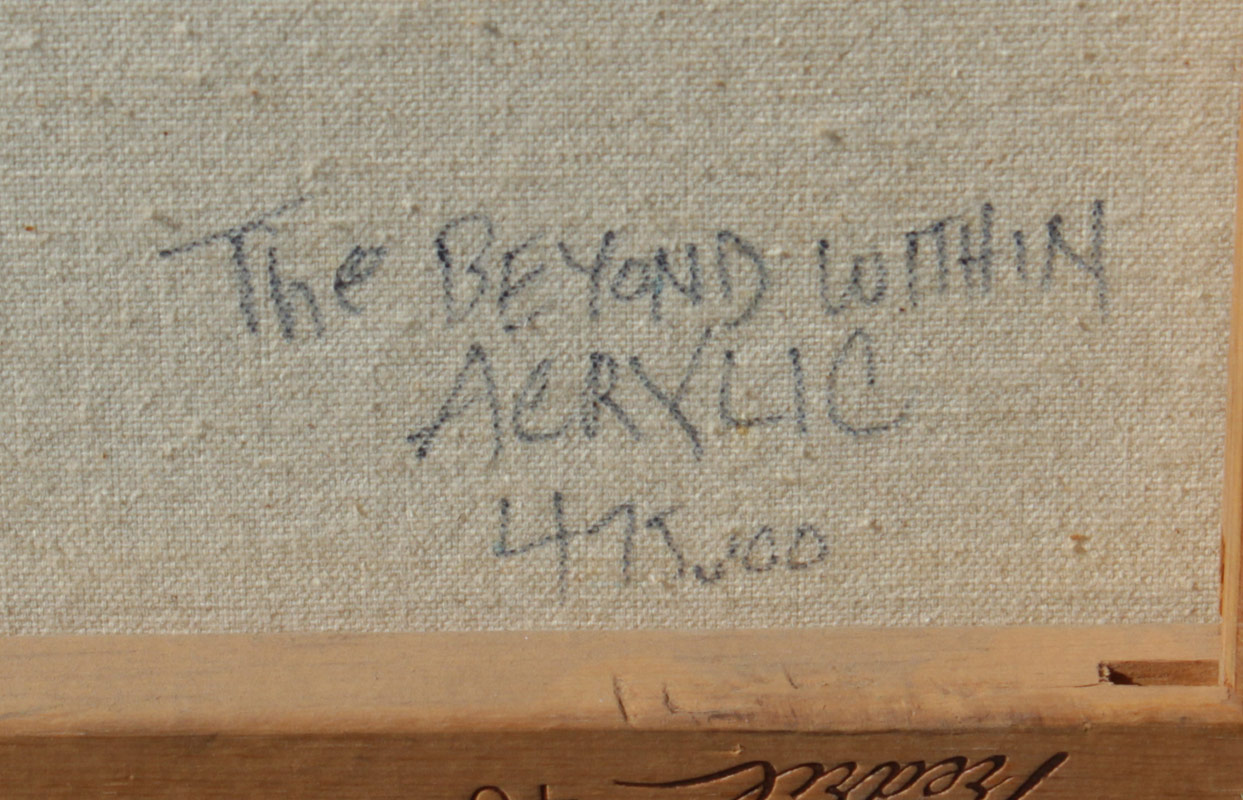 The BEYOND WITHIN
ACRYLIC
475.00